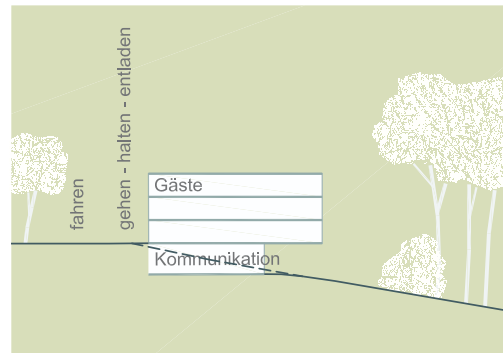 fahren
gehen - halten - entladen
Gäste
Kommunikation